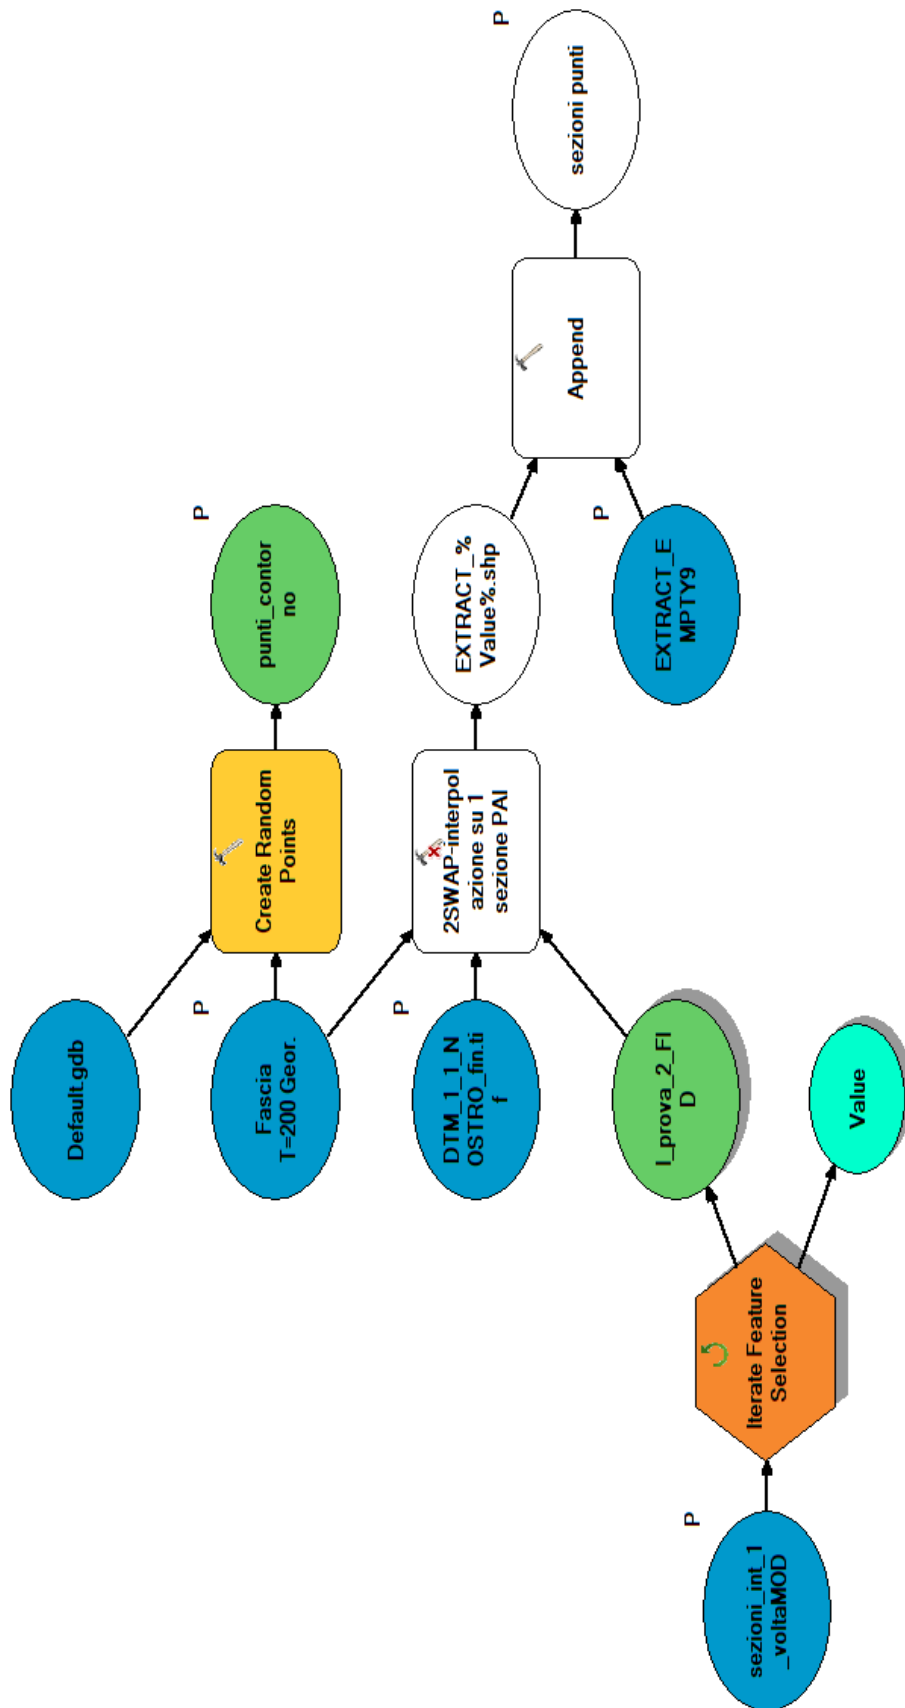 Default.gdb
P
Fascia
T=200 Geor.
Create Random
Points
P
punti_contor
no
P
DTM_1_1_N
OSTRO_fin.ti
f
2SWAP-interpol
azione su 1
sezione PAI
EXTRACT_%
Value%.shp
Append
P
sezioni punti
P
sezioni_int_1
_voltaMOD
Iterate Feature
Selection
I_prova_2_FI
D
Value
P
EXTRACT_E
MPTY9